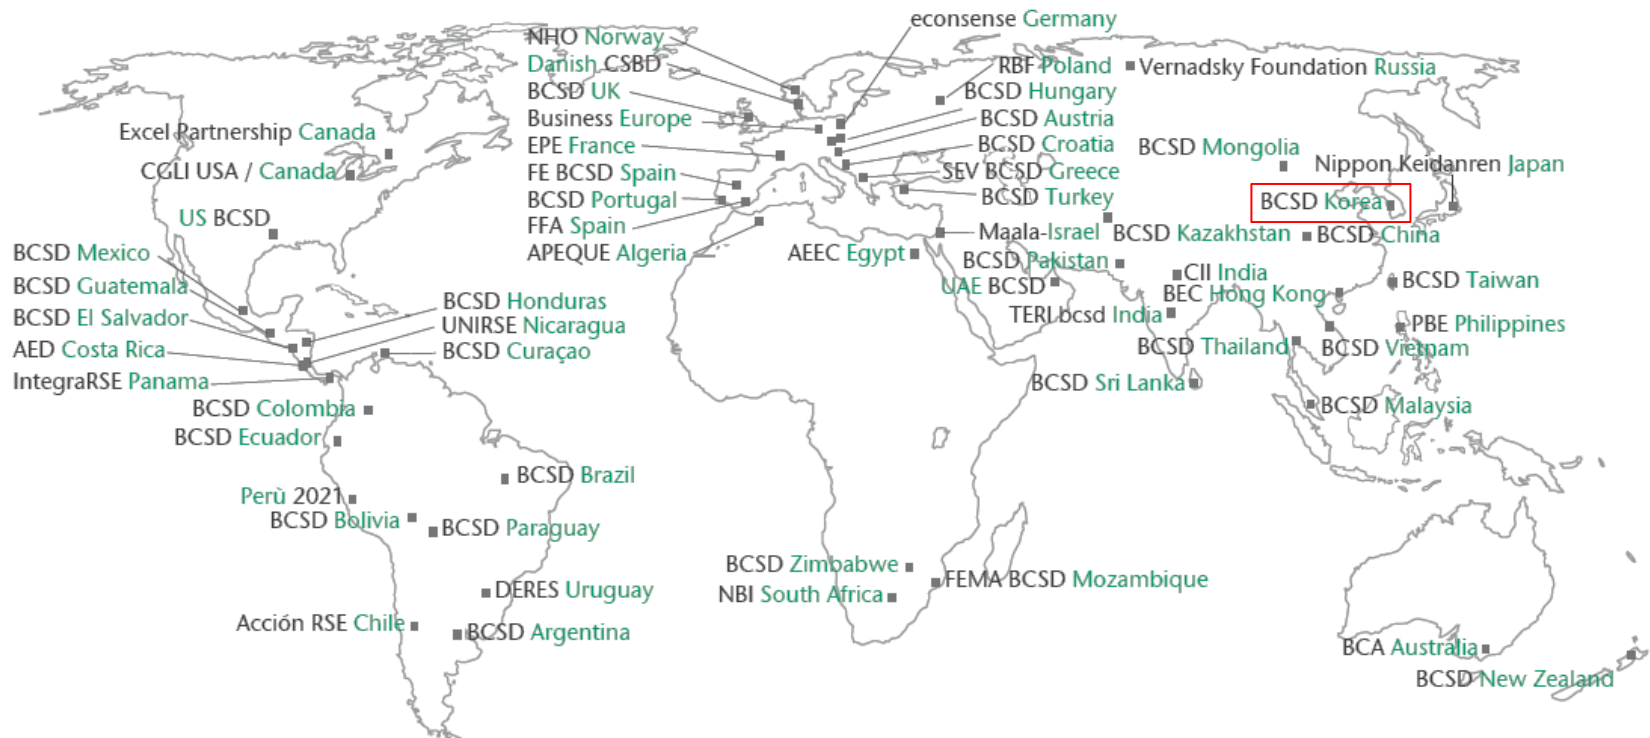 econsense Germany
NHO Norway
Danish CSBD
RBF Poland
Vernadsky Foundation Russia
BCSD UK
BCSD Hungary
Business Europe
BCSD Austria
Excel Partnership Canada
EPE France
BCSD Croatia
BCSD Mongolia
Nippon Keidanren Japan
CGLI USA / Canada
FE BCSD Spain
SEV BCSD Greece
BCSD Portugal
BCSD Turkey
BCSD Korea
US BCSD
FFA Spain
Maala-Israel
BCSD Kazakhstan
BCSD China
BCSD Mexico
APEQUE Algeria
AEEC Egypt
BCSD Pakistan
CII India
BCSD Taiwan
BCSD Guatemala
UAE BCSD
BEC Hong Kong
BCSD Honduras
BCSD El Salvador
UNIRSE Nicaragua
TERI bcsd India
PBE Philippines
AED Costa Rica
BCSD Curaçao
BCSD Thailand
BCSD Vietnam
IntegraRSE Panama
BCSD Sri Lanka
BCSD Colombia
BCSD Malaysia
BCSD Ecuador
BCSD Brazil
Perù 2021
BCSD Bolivia
BCSD Paraguay
BCSD Zimbabwe
FEMA BCSD Mozambique
DERES Uruguay
NBI South Africa
Acción RSE Chile
BCSD Argentina
BCA Australia
BCSD New Zealand